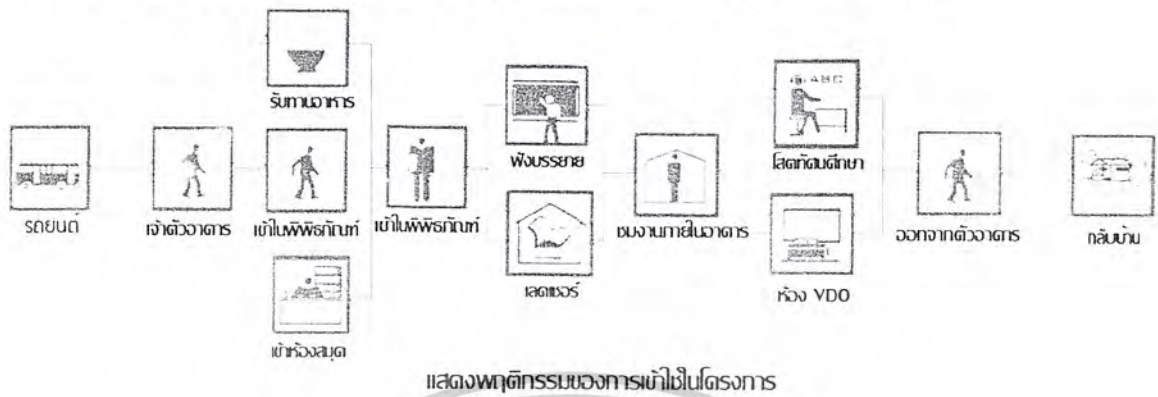 รับทานอาหาร
ABC
ฟังบรรยาย
โสตทัศนศึกษา
รถยนต์
เจ้าตัวอาคาร
เข้าในพิพิธภัณฑ์
เข้าในพิพิธภัณฑ์
ชมงานภายในอาคาร
ออกจากตัวอาคาร
กลับบ้าน
เลคเชอร์
ห้อง VDO
เข้าห้องสมุด
แสดงพฤติกรรมของการเข้าใช้ในโครงการ